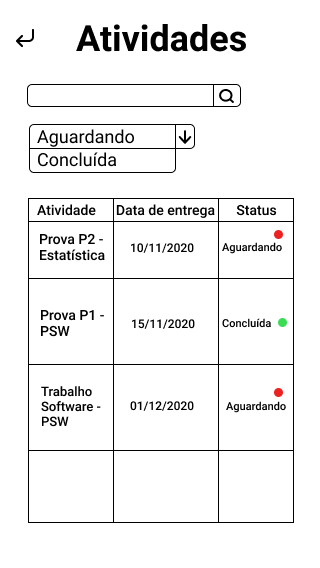 Atividades
Aguardando
Concluída
Atividade Data de entrega Status
Prova P2 -
Estatística
10/11/2020
Aguardando
Prova P1 -
PSW
15/11/2020
Concluída
Trabalho
Software -
PSW
01/12/2020
Aguardando